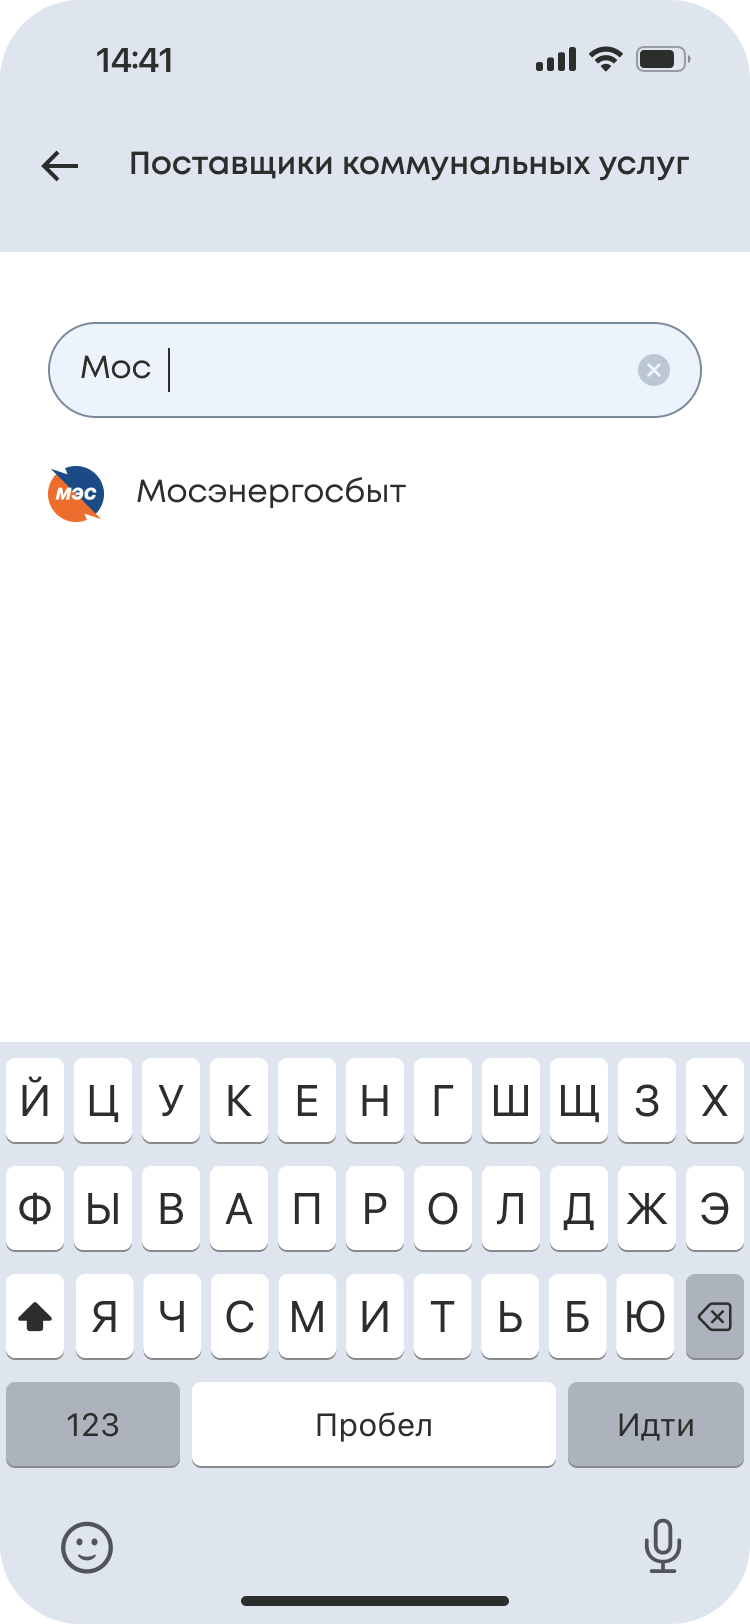 14:41
Поставщики коммунальных услуг
Мос
мэс
Мосэнергосбыт
Й Ц У К Е Н Г Ш Щ З Х
Ф Ы В А П Р О Л Д Ж Э
Я Ч С М И Т Ь Б Ю
123 Пробел Идти